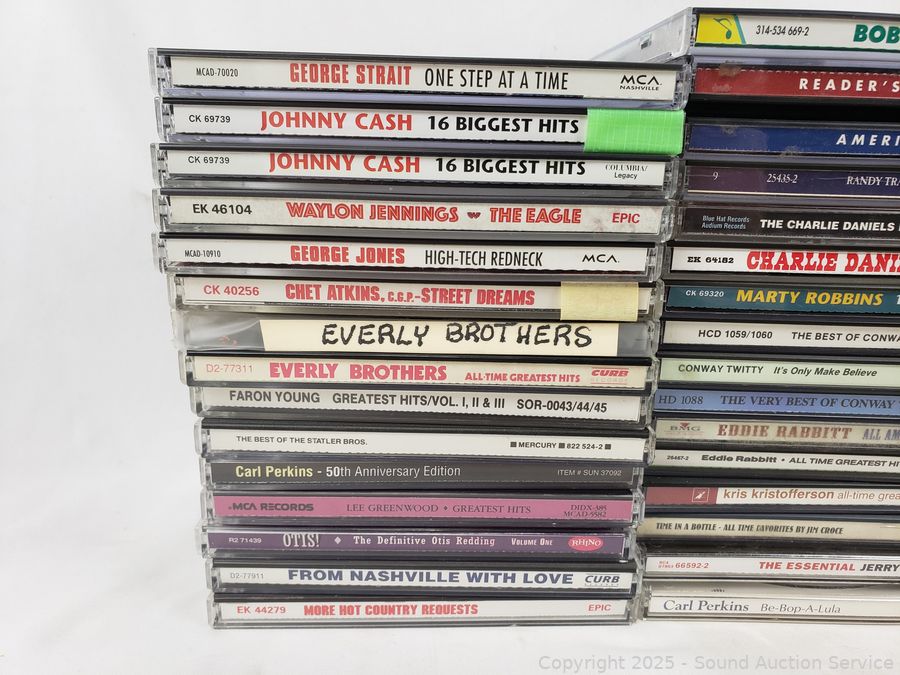 MCAD-70020 GEORGE STRAIT ONE STEP AT A TIME MCA NASHVILLE
CK 69739 JOHNNY CASH 16 BIGGEST HITS
CK 69739 JOHNNY CASH 16 BIGGEST HITS COLUMBIA/ Legacy
EK 46104 WAYLON JENNINGS THE EAGLE EPIC
MCAD-10910 GEORGE JONES HIGH-TECH REDNECK MCA.
CK 40256 CHET ATKINS, C.G.P.-STREET DREAMS
EVERLY BROTHERS
D2-77311 EVERLY BROTHERS ALL-TIME GREATEST HITS CURB RECORDS
FARON YOUNG GREATEST HITS/VOL. I, II & III SOR-0043/44/45
THE BEST OF THE STATLER BROS. ■ MERCURY ■ 822 524-2 ■
Carl Perkins - 50th Anniversary Edition ITEM # SUN 37092
MCA RECORDS LEE GREENWOOD • GREATEST HITS DIDX-385 MCAD-5582
R2 71439 OTIS! ♦ The Definitive Otis Redding VOLUME ONE RHINO
D2-77911 FROM NASHVILLE WITH LOVE CURB
EK 44279 MORE HOT COUNTRY REQUESTS EPIC
314-534 669-2 BOB
READER'S
AMERI
9 25435-2 RANDY TRA
Blue Hat Records Audium Records THE CHARLIE DANIELS
EK 64182 CHARLIE DANI
CK 69320 MARTY ROBBINS
HCD 1059/1060 THE BEST OF CONWA
CONWAY TWITTY It's Only Make Believe
HD 1088 THE VERY BEST OF CONWAY
BMG EDDIE RABBITT ALL AM
26467-2 Eddie Rabbitt • ALL TIME GREATEST HI
kris kristofferson all-time grea
TIME IN A BOTTLE - ALL TIME FAVORITES BY JIM CROCE
66592-2 THE ESSENTIAL JERRY
Carl Perkins Be-Bop-A-Lula
Copyright 2025 - Sound Auction Service